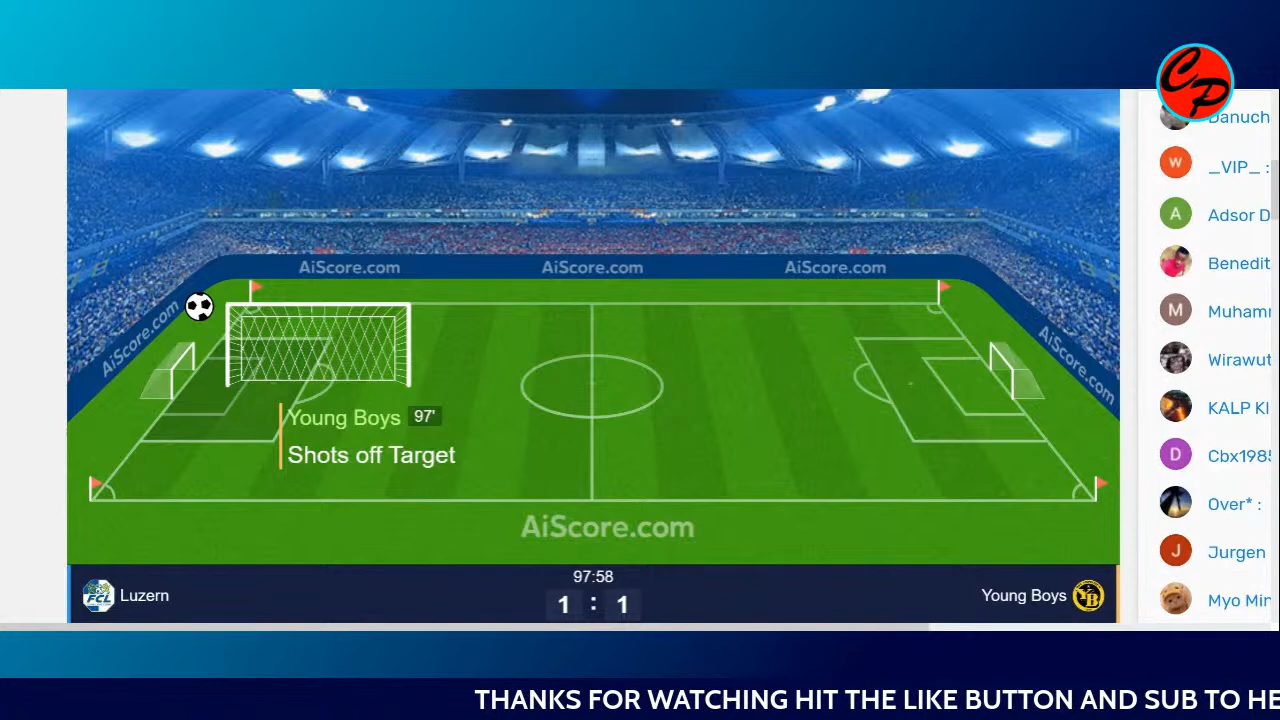 CP
Danuch
W _VIP_ :
A Adsor D
Benedit
M Muhamm
Wirawut
KALP KI
D Cbx1985
Over* :
J Jurgen
Myo Min
AiScore.com AiScore.com AiScore.com
AiScore.com AiScore.com
Young Boys 97'
Shots off Target
AiScore.com
97:58
FCL Luzern 1 : 1 Young Boys YB
THANKS FOR WATCHING HIT THE LIKE BUTTON AND SUB TO HE